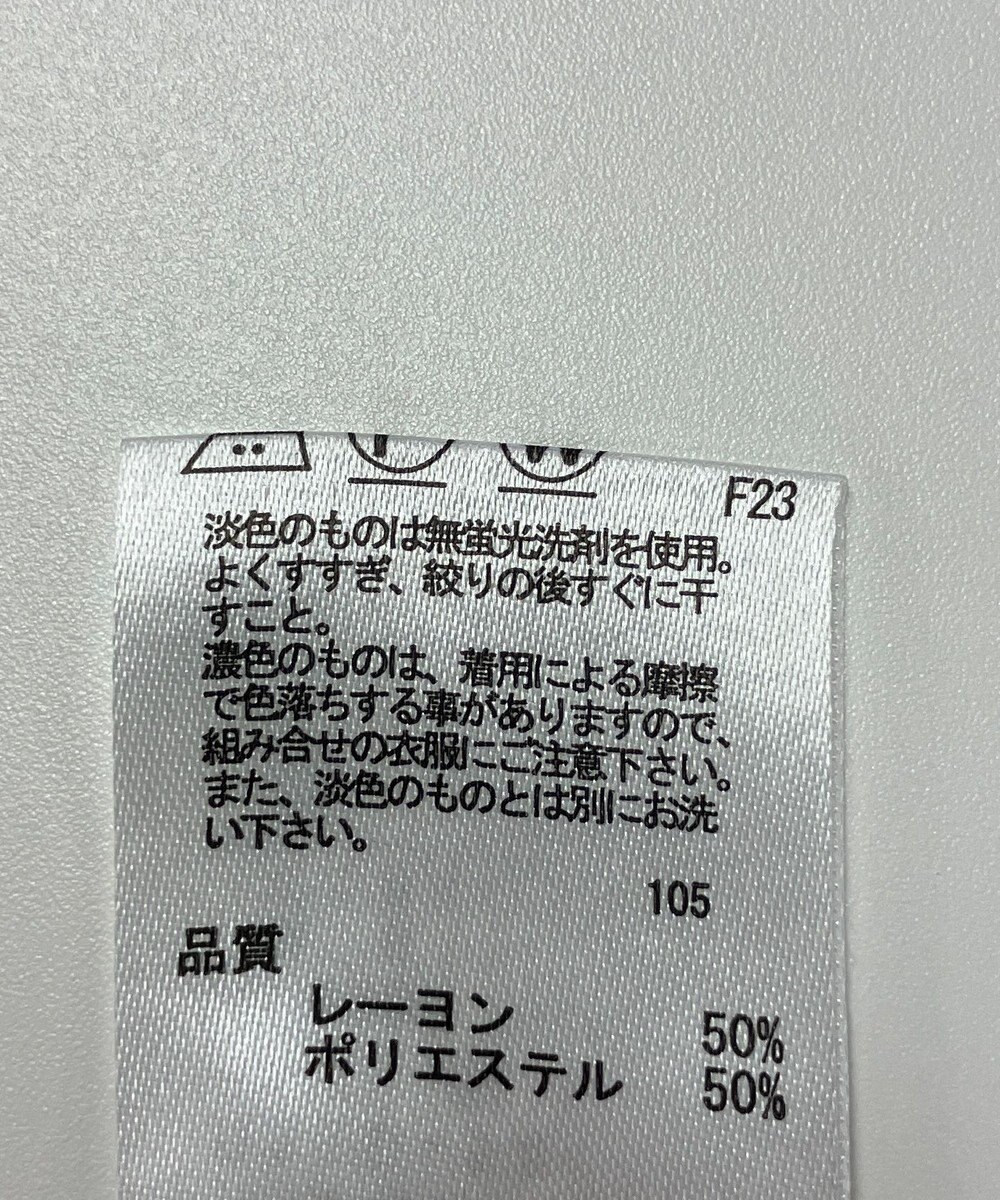 F23
淡色のものは無蛍光洗剤を使用。
よくすすぎ、絞りの後すぐに干
すこと。
濃色のものは、着用による摩擦
で色落ちする事がありますので、
組み合せの衣服にご注意下さい。
また、淡色のものとは別にお洗
い下さい。
105
品質
レーヨン 50%
ポリエステル 50%